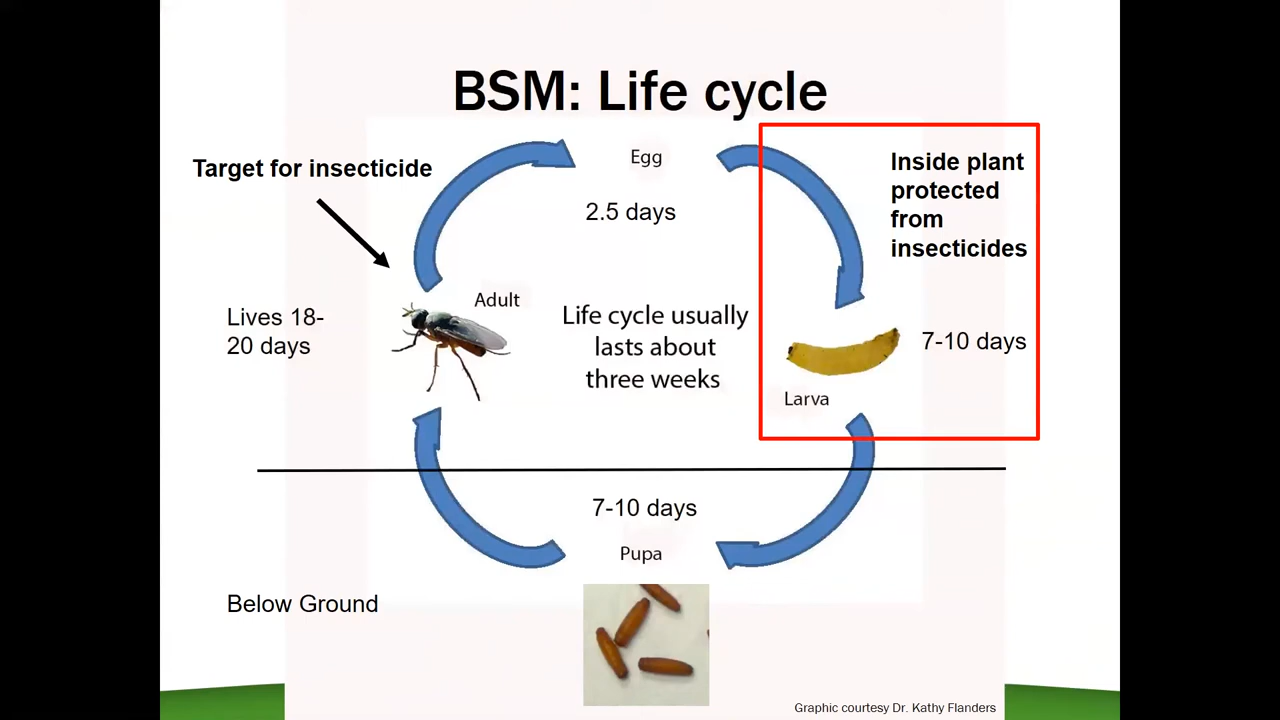 BSM: Life cycle
Target for insecticide
Egg
2.5 days
Inside plant
protected
from
insecticides
Adult
Lives 18-
20 days
Life cycle usually
lasts about
three weeks
7-10 days
Larva
7-10 days
Pupa
Below Ground
Graphic courtesy Dr. Kathy Flanders